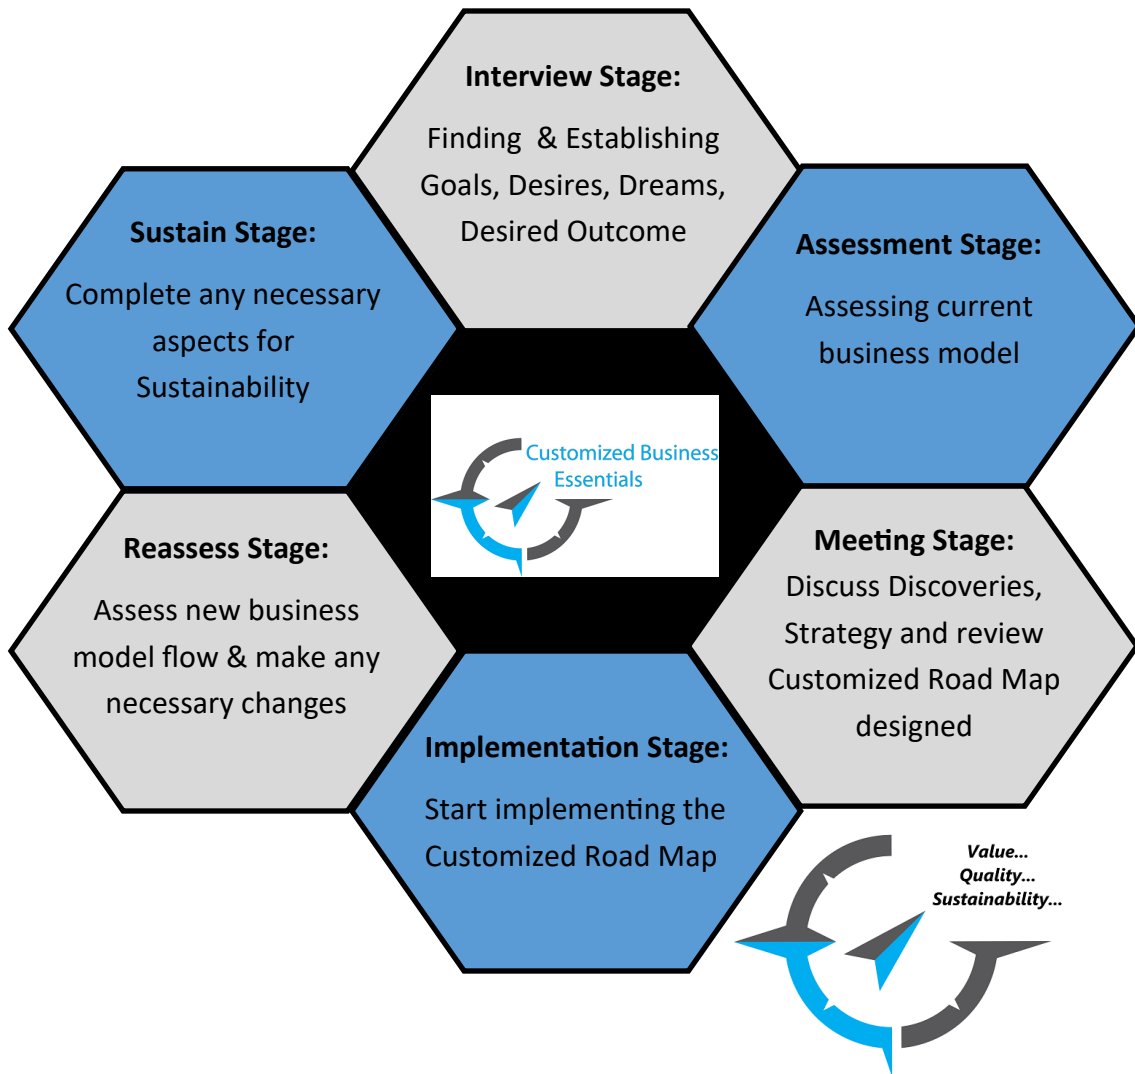 Interview Stage:
Finding & Establishing
Goals, Desires, Dreams,
Desired Outcome
Assessment Stage:
Assessing current
business model
Meeting Stage:
Discuss Discoveries,
Strategy and review
Customized Road Map
designed
Implementation Stage:
Start implementing the
Customized Road Map
Reassess Stage:
Assess new business
model flow & make any
necessary changes
Sustain Stage:
Complete any necessary
aspects for
Sustainability
Customized Business
Essentials
Value...
Quality...
Sustainability...